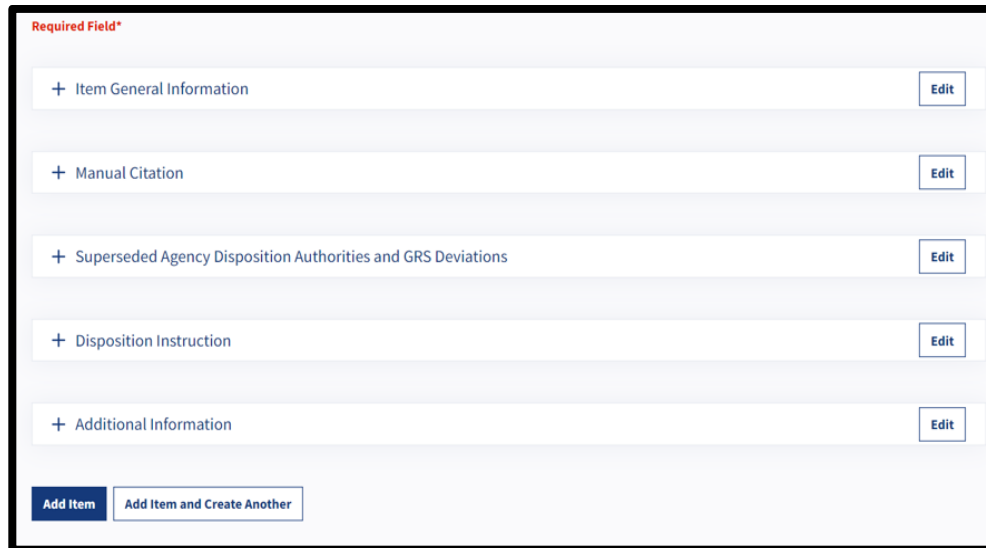 Required Field*
+ Item General Information Edit
+ Manual Citation Edit
+ Superseded Agency Disposition Authorities and GRS Deviations Edit
+ Disposition Instruction Edit
+ Additional Information Edit
Add Item Add Item and Create Another